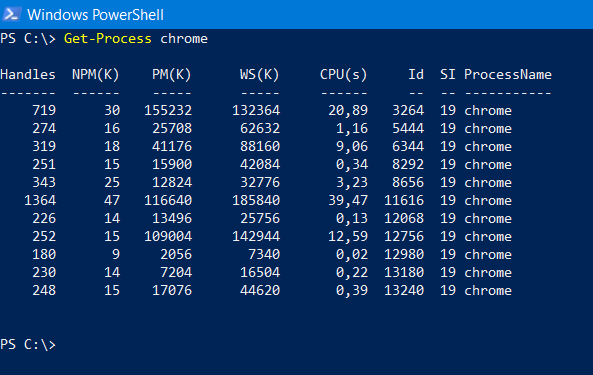 Windows PowerShell
PS C:\> Get-Process chrome
Handles NPM(K) PM(K) WS(K) CPU(s) Id SI ProcessName
------- ------ ----- ----- ------ -- -- -----------
719 30 155232 132364 20,89 3264 19 chrome
274 16 25708 62632 1,16 5444 19 chrome
319 18 41176 88160 9,06 6344 19 chrome
251 15 15900 42084 0,34 8292 19 chrome
343 25 12824 32776 3,23 8656 19 chrome
1364 47 116640 185840 39,47 11616 19 chrome
226 14 13496 25756 0,13 12068 19 chrome
252 15 109004 142944 12,59 12756 19 chrome
180 9 2056 7340 0,02 12980 19 chrome
230 14 7204 16504 0,22 13180 19 chrome
248 15 17076 44620 0,39 13240 19 chrome
PS C:\>